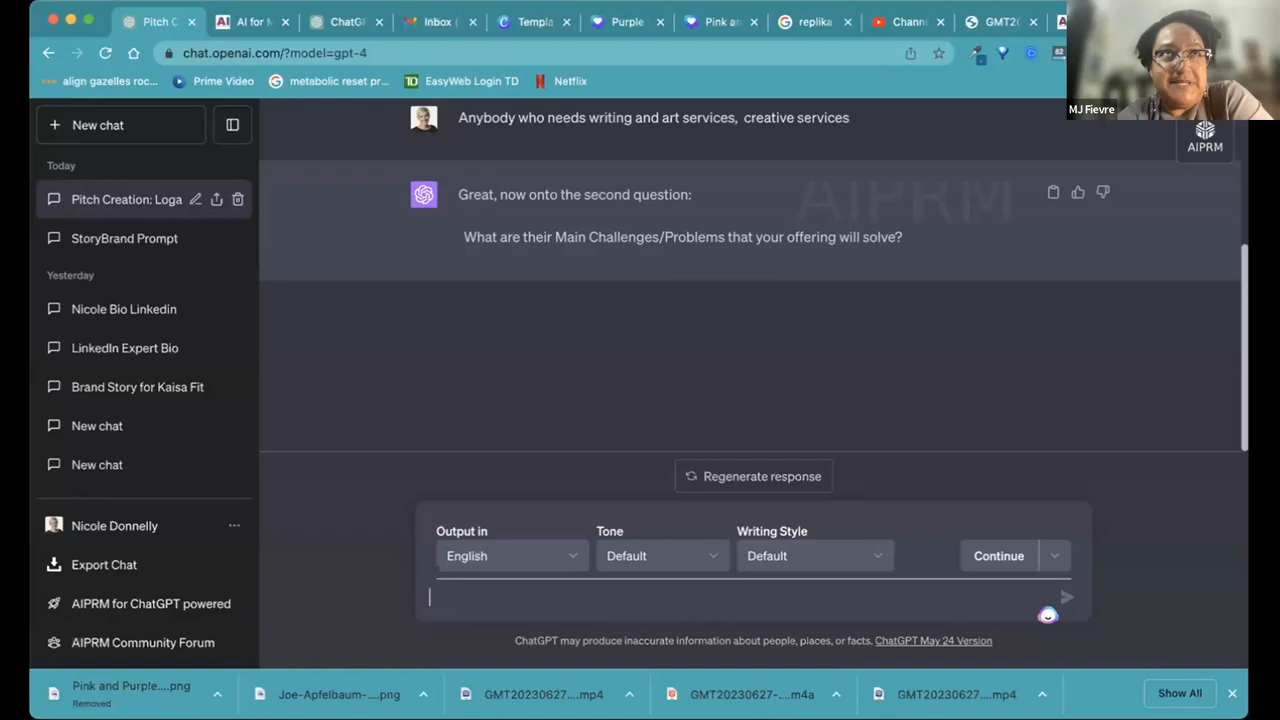 Pitch C
AI for M
ChatGF
Inbox (
Templa
Purple
Pink an
replika
Chann
GMT20
chat.openai.com/?model=gpt-4
82
align gazelles roc...
Prime Video
metabolic reset pr...
EasyWeb Login TD
Netflix
MJ Fievre
New chat
Anybody who needs writing and art services, creative services
AIPRM
Today
Pitch Creation: Loga
Great, now onto the second question:
AIPRM
StoryBrand Prompt
What are their Main Challenges/Problems that your offering will solve?
Yesterday
Nicole Bio Linkedin
LinkedIn Expert Bio
Brand Story for Kaisa Fit
New chat
New chat
Regenerate response
Nicole Donnelly
Output in
Tone
Writing Style
English
Default
Default
Continue
Export Chat
AIPRM for ChatGPT powered
AIPRM Community Forum
ChatGPT may produce inaccurate information about people, places, or facts. ChatGPT May 24 Version
Pink and Purple....png
Removed
Joe-Apfelbaum-....png
GMT20230627-....mp4
GMT20230627-....m4a
GMT20230627....mp4
Show All